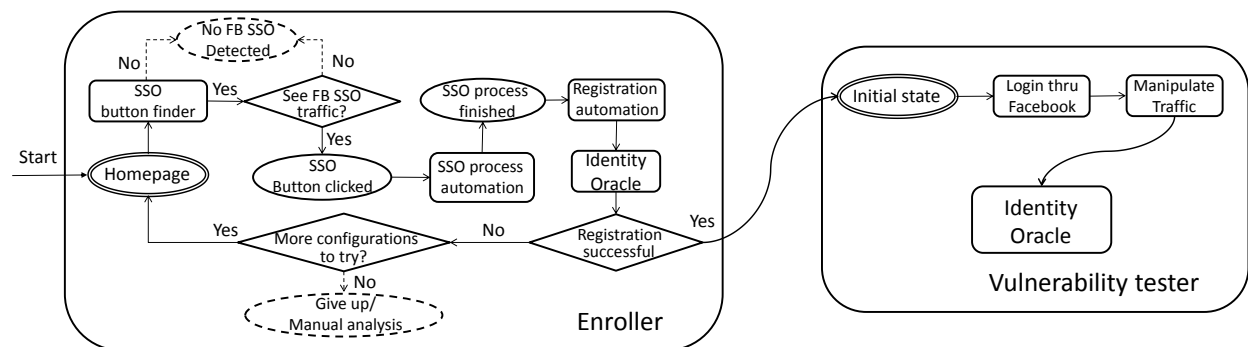 No FB SSO
Detected
No
No
SSO
button finder
Yes
See FB SSO
traffic?
SSO process
finished
Registration
automation
Start
Homepage
Yes
SSO
Button clicked
SSO process
automation
Identity
Oracle
Yes
More configurations
to try?
No
Registration
successful
Yes
No
Give up/
Manual analysis
Enroller
Initial state
Login thru
Facebook
Manipulate
Traffic
Identity
Oracle
Vulnerability tester